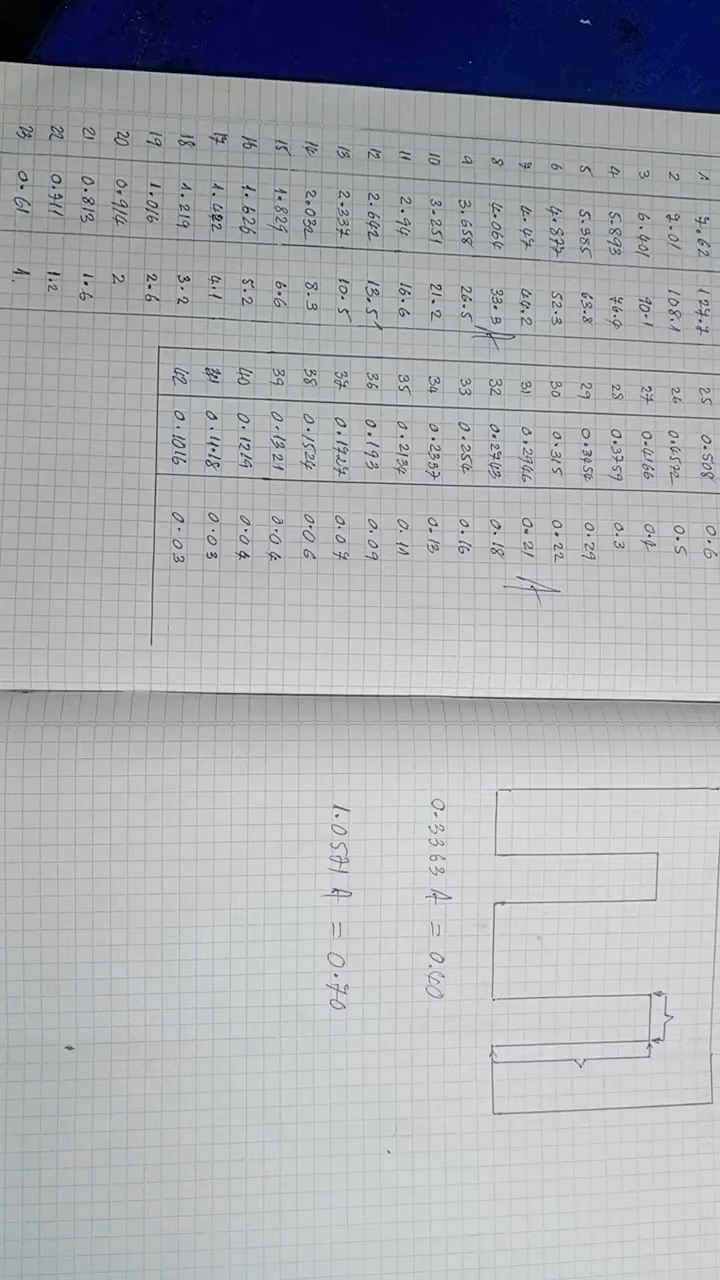 1 7.62 127.7 25 0.508 0.6
2 7.01 108.1 26 0.4572 0.5
3 6.401 90.1 27 0.4166 0.4
4 5.893 76.4 28 0.3759 0.3
5 5.385 63.8 29 0.3454 0.29
6 4.877 52.3 30 0.315 0.22
7 4.47 44.2 31 0.2946 0.21 A
8 4.064 33.3 A 32 0.2743 0.18
9 3.658 26.5 33 0.254 0.16
10 3.251 21.2 34 0.2337 0.13
11 2.94 16.6 35 0.2134 0.11
12 2.642 13.5 36 0.193 0.09
13 2.337 10.5 37 0.1727 0.07
14 2.032 8.3 38 0.1524 0.06
15 1.829 6.6 39 0.1321 0.04
16 1.626 5.2 40 0.1219 0.04
17 1.422 4.1 41 0.1118 0.03
18 1.219 3.2 42 0.1016 0.03
19 1.016 2.6
20 0.914 2
21 0.813 1.6
22 0.711 1.2
23 0.61 1.
0.3363 A = 0.40
1.0571 A = 0.70